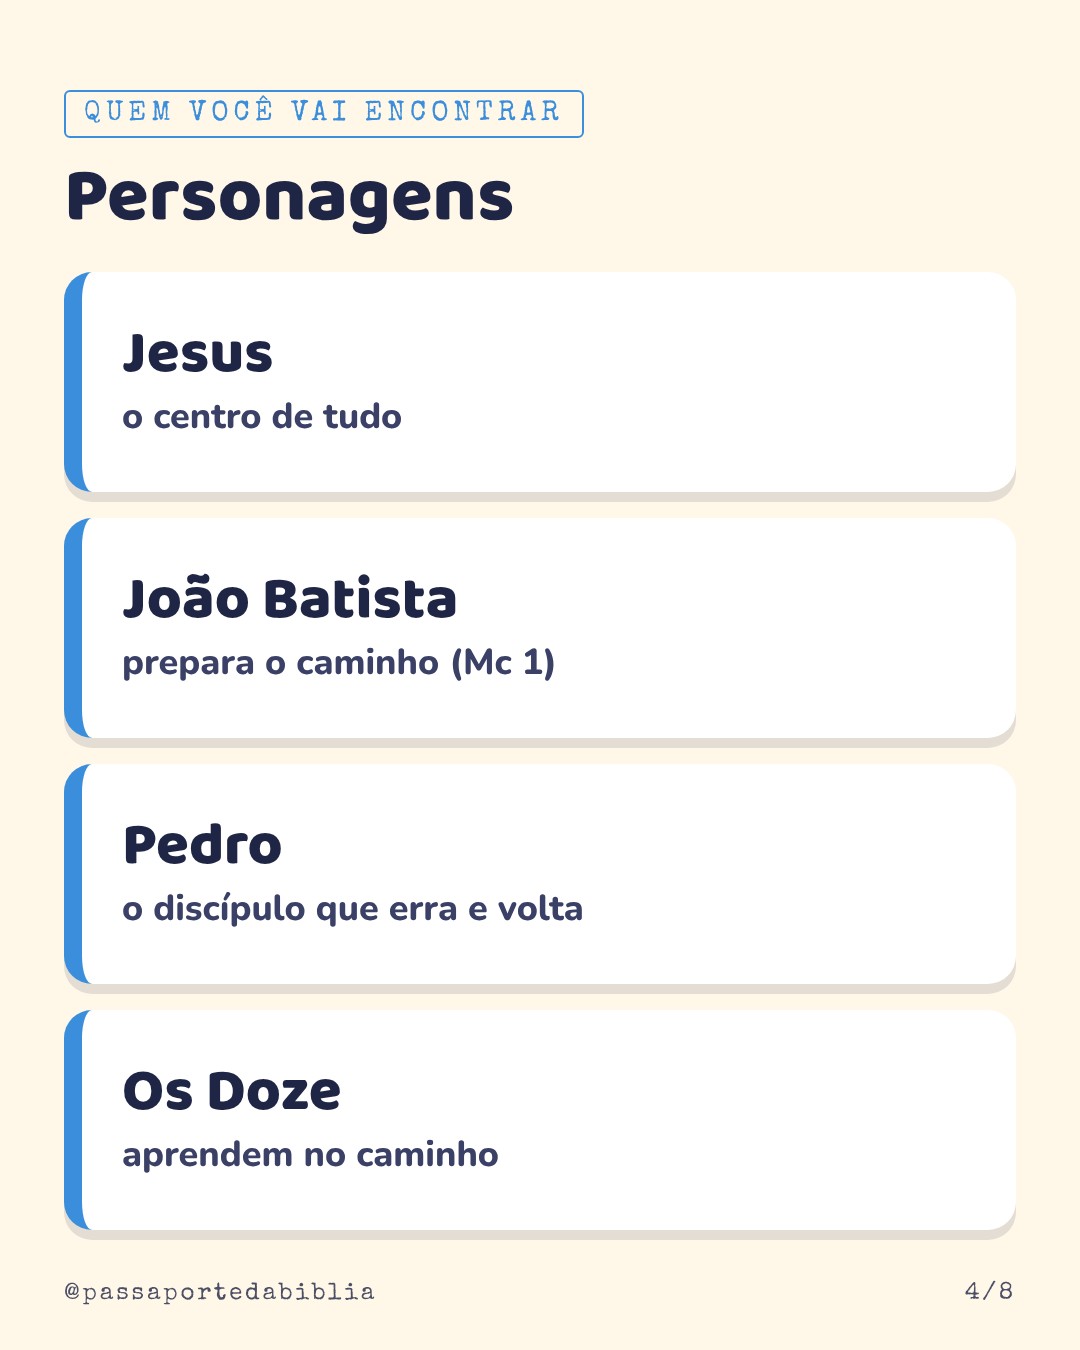 QUEM VOCÊ VAI ENCONTRAR
Personagens
Jesus
o centro de tudo
João Batista
prepara o caminho (Mc 1)
Pedro
o discípulo que erra e volta
Os Doze
aprendem no caminho
@passaportedabiblia
4/8